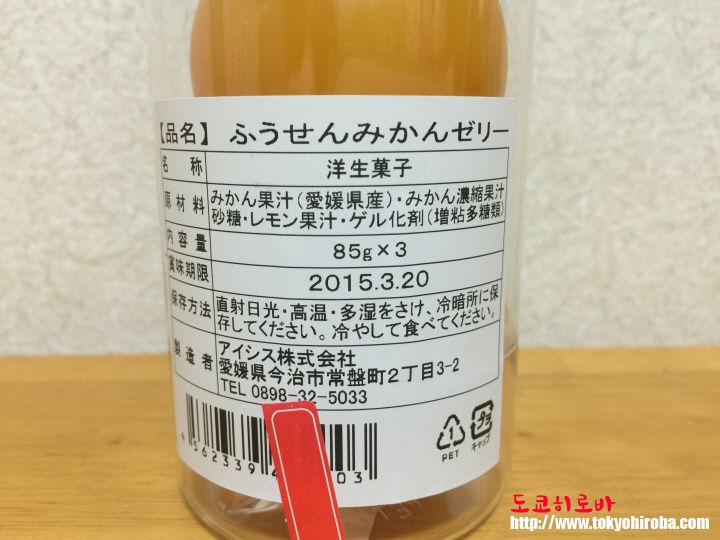 【品名】 ふうせんみかんゼリー
名称 洋生菓子
原材料 みかん果汁(愛媛県産)・みかん濃縮果汁
砂糖・レモン果汁・ゲル化剤(増粘多糖類)
内容量 85g×3
賞味期限 2015.3.20
保存方法 直射日光・高温・多湿をさけ、冷暗所に保
存してください。冷やして食べてください。
製造者 アイシス株式会社
愛媛県今治市常盤町2丁目3-2
TEL 0898-32-5033
4 562339 4 03
1
PET
プラ
キャップ
도쿄히로바
http://www.tokyohiroba.com